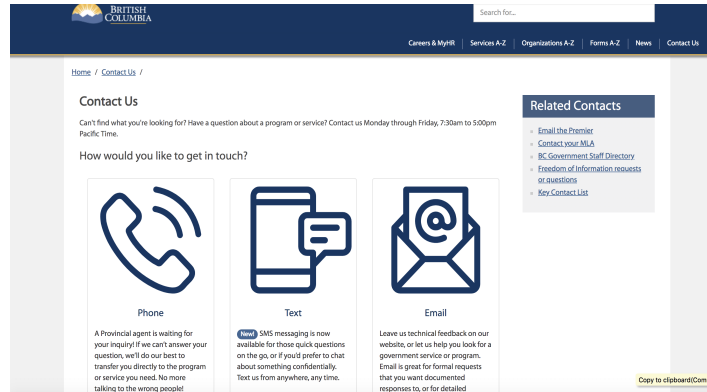 BRITISH
COLUMBIA
Search for...
Careers & MyHR
Services A-Z
Organizations A-Z
Forms A-Z
News
Contact Us
Home / Contact Us /
Contact Us
Can't find what you're looking for? Have a question about a program or service? Contact us Monday through Friday, 7:30am to 5:00pm
Pacific Time.
How would you like to get in touch?
Related Contacts
Email the Premier
Contact your MLA
BC Government Staff Directory
Freedom of Information requests
or questions
Key Contact List
Phone
A Provincial agent is waiting for
your inquiry! If we can't answer your
question, we'll do our best to
transfer you directly to the program
or service you need. No more
talking to the wrong people!
Text
New! SMS messaging is now
available for those quick questions
on the go, or if you'd prefer to chat
about something confidentially.
Text us from anywhere, any time.
Email
Leave us technical feedback on our
website, or let us help you look for a
government service or program.
Email is great for formal requests
that you want documented
responses to, or for detailed
Copy to clipboard(Com